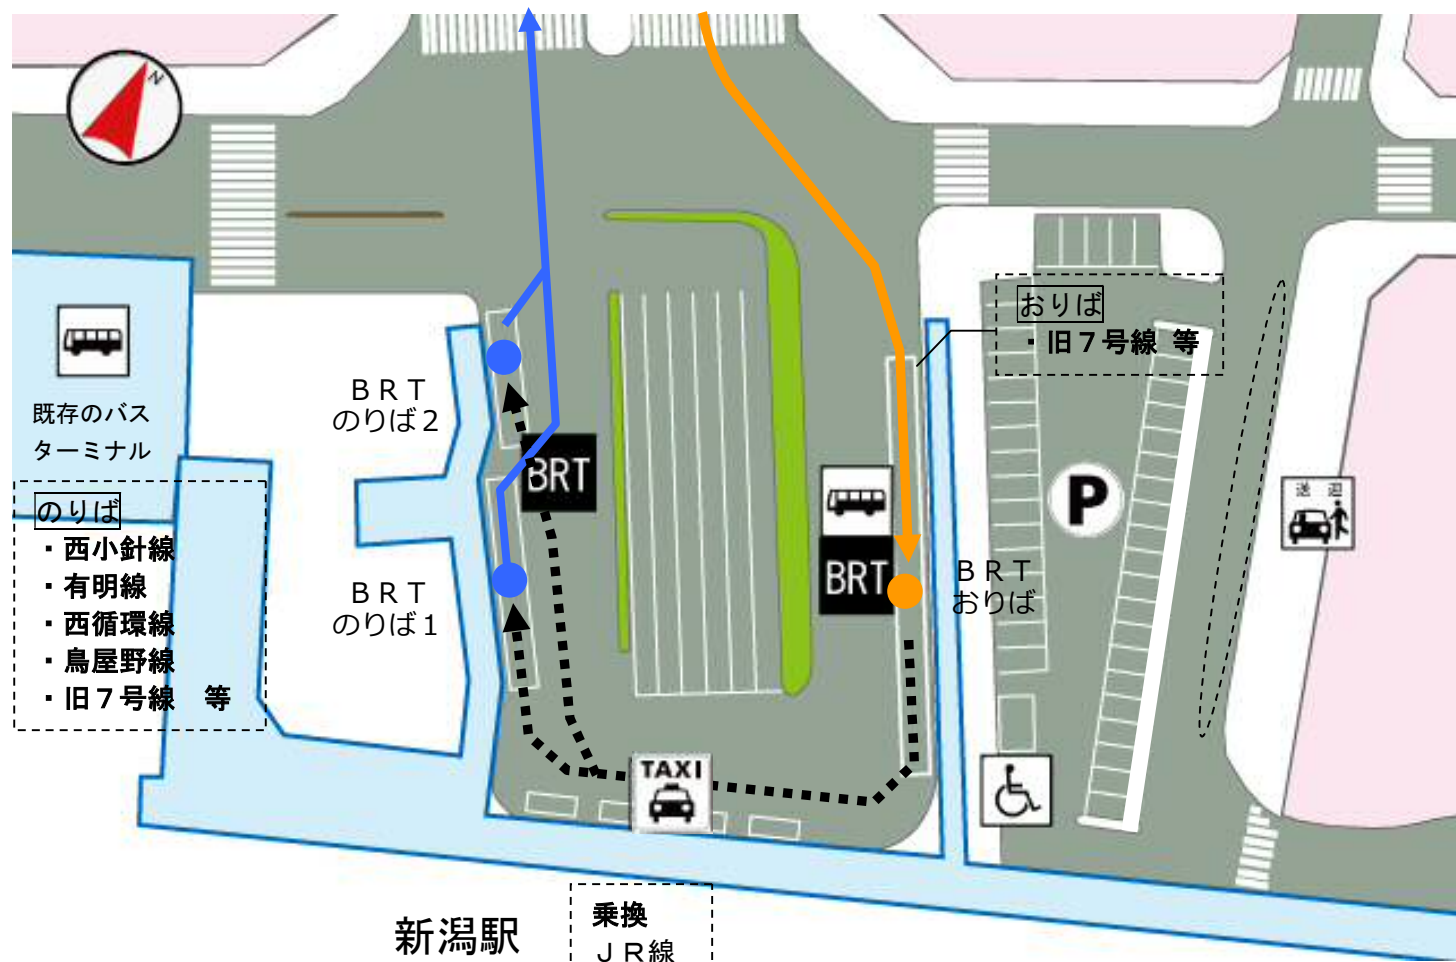 N
おりば
・旧７号線 等
既存のバス
ターミナル
ＢＲＴ
のりば２
BRT
のりば
・西小針線
・有明線
・西循環線
・鳥屋野線
・旧７号線　等
ＢＲＴ
のりば１
BRT
ＢＲＴ
おりば
P
送迎
TAXI
新潟駅
乗換
ＪＲ線